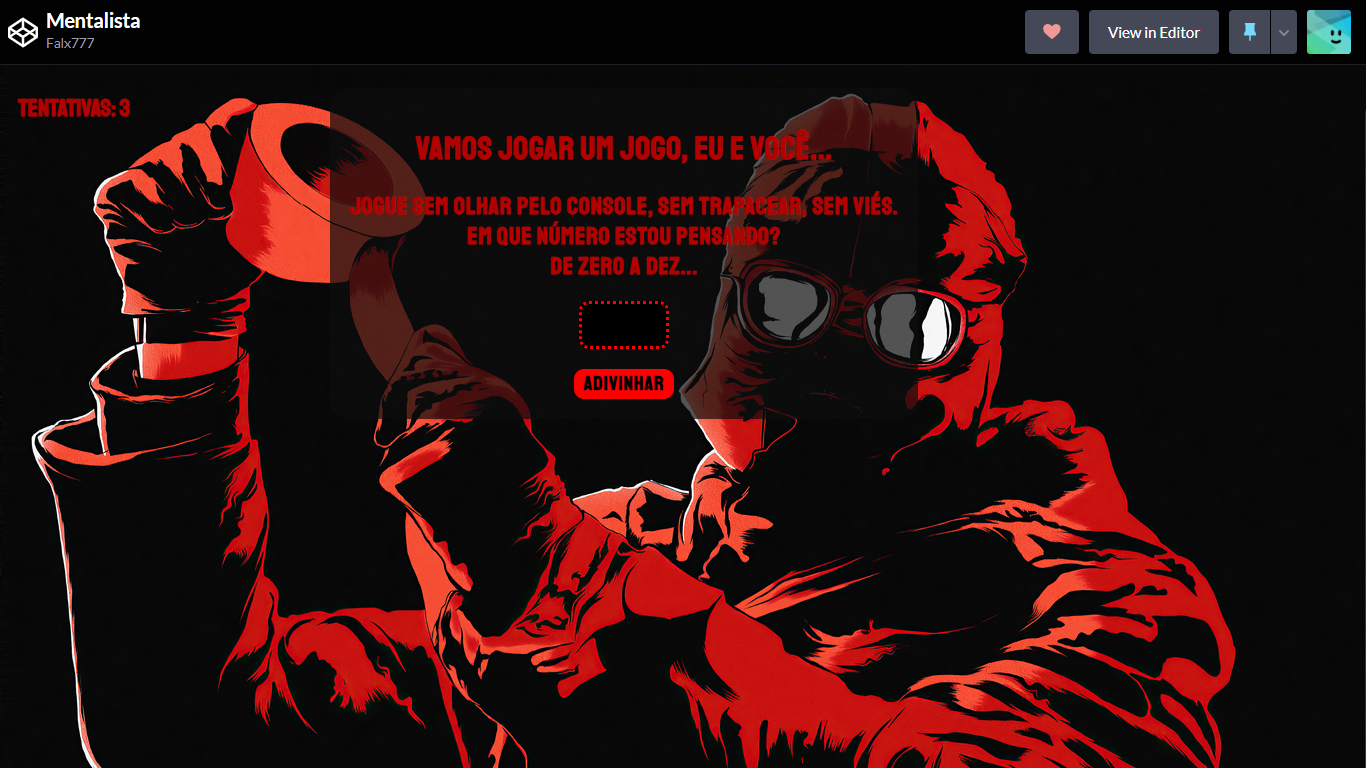 Mentalista
Falx777
View in Editor
TENTATIVAS: 3
VAMOS JOGAR UM JOGO, EU E VOCÊ...
JOGUE SEM OLHAR PELO CONSOLE, SEM TRAPACEAR, SEM VIÉS.
EM QUE NÚMERO ESTOU PENSANDO?
DE ZERO A DEZ...
ADIVINHAR